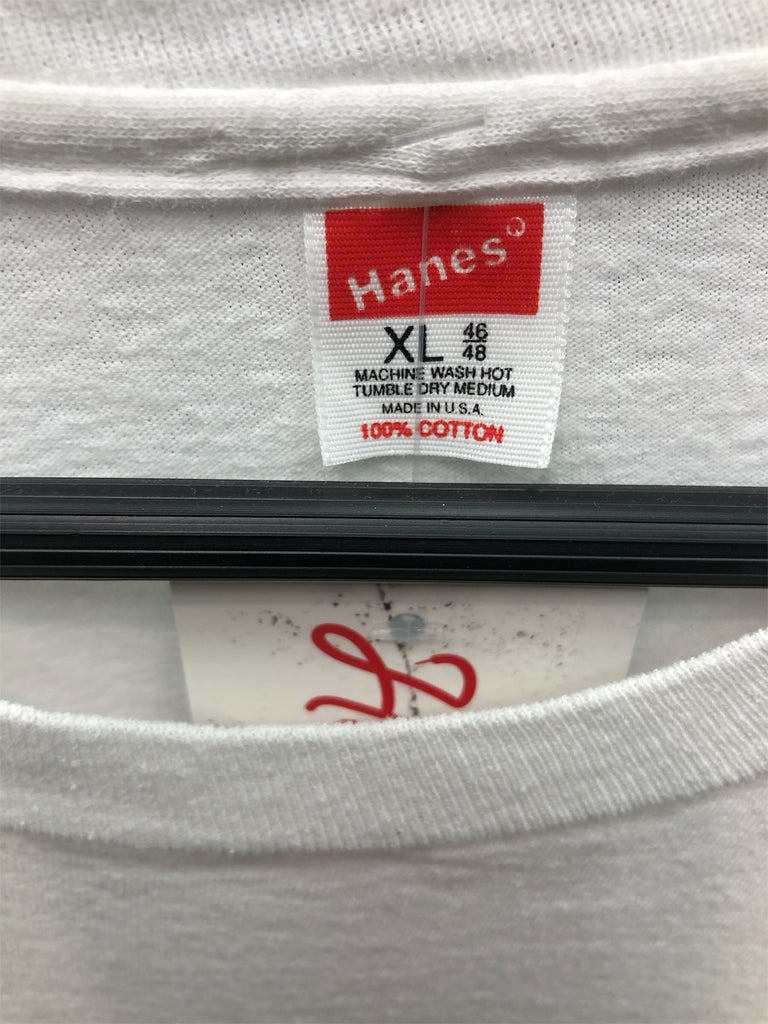 Hanes
XL 46/48
MACHINE WASH HOT
TUMBLE DRY MEDIUM
MADE IN U.S.A.
100% COTTON